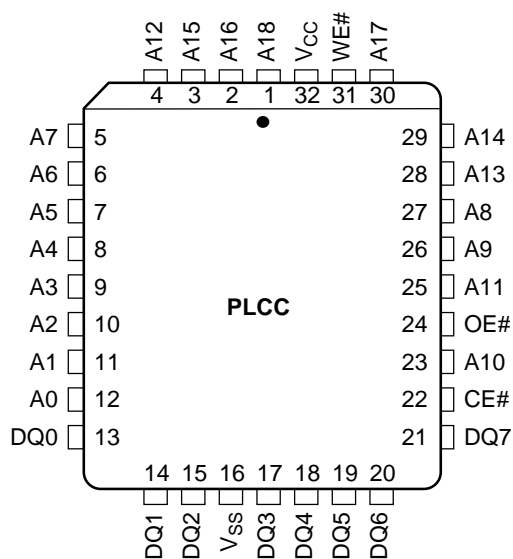 A12 A15 A16 A18 VCC WE# A17
4 3 2 1 32 31 30
A7 5 29 A14
A6 6 28 A13
A5 7 27 A8
A4 8 26 A9
A3 9 25 A11
PLCC
A2 10 24 OE#
A1 11 23 A10
A0 12 22 CE#
DQ0 13 21 DQ7
14 15 16 17 18 19 20
DQ1 DQ2 VSS DQ3 DQ4 DQ5 DQ6